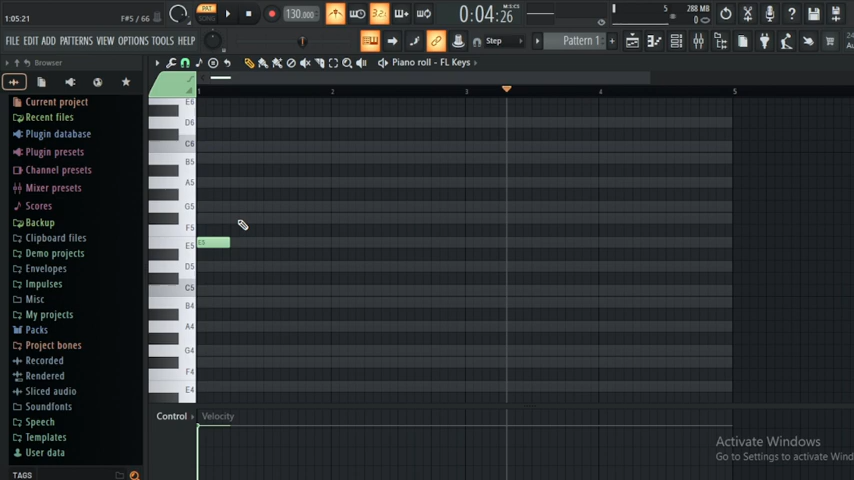 1:05:21
F#5 / 66
PAT
SONG
130.000
32
0:04:26
M:S:CS
5
288 MB
0
FILE EDIT ADD PATTERNS VIEW OPTIONS TOOLS HELP
Step
Pattern 1
Browser
Piano roll - FL Keys
Current project
Recent files
Plugin database
Plugin presets
Channel presets
Mixer presets
Scores
Backup
Clipboard files
Demo projects
Envelopes
Impulses
Misc
My projects
Packs
Project bones
Recorded
Rendered
Sliced audio
Soundfonts
Speech
Templates
User data
TAGS
1 2 3 4 5
E6
D6
C6
B5
A5
G5
F5
E5
E5
D5
C5
B4
A4
G4
F4
E4
Control
Velocity
Activate Windows
Go to Settings to activate Win